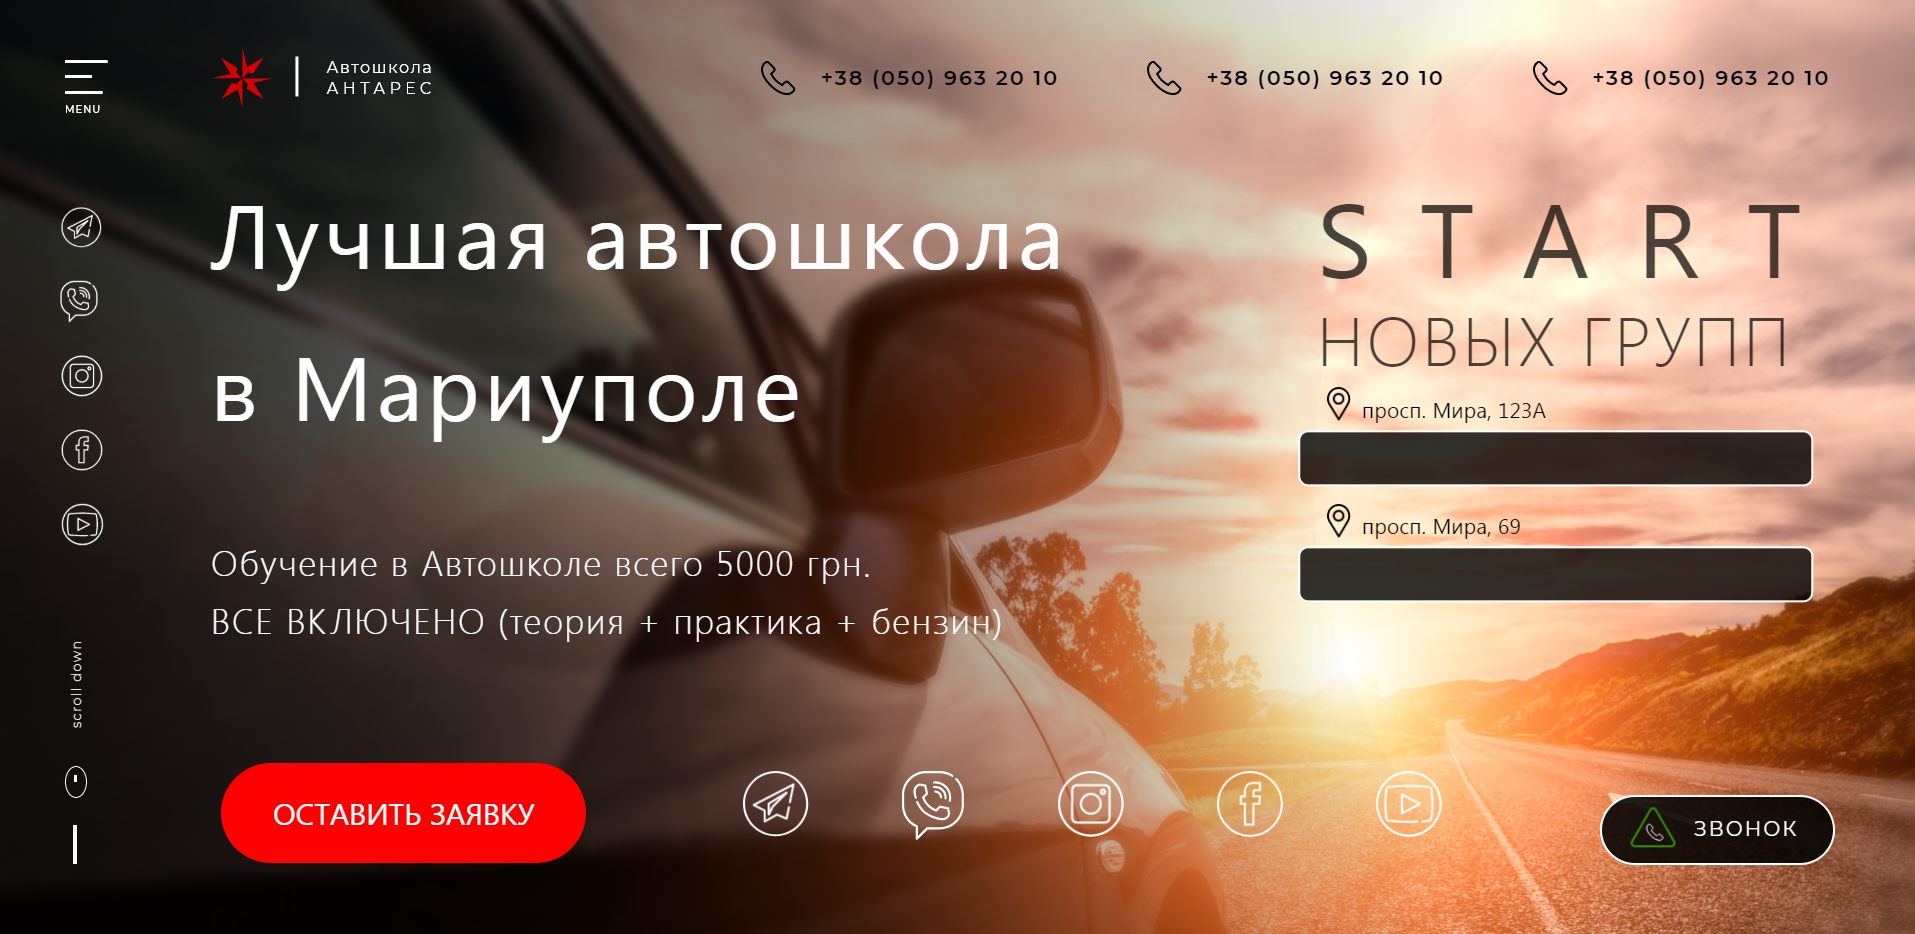 MENU
Автошкола
АНТАРЕС
+38 (050) 963 20 10
+38 (050) 963 20 10
+38 (050) 963 20 10
Лучшая автошкола
в Мариуполе
START
НОВЫХ ГРУПП
просп. Мира, 123А
просп. Мира, 69
Обучение в Автошколе всего 5000 грн.
ВСЕ ВКЛЮЧЕНО (теория + практика + бензин)
scroll down
ОСТАВИТЬ ЗАЯВКУ
ЗВОНОК